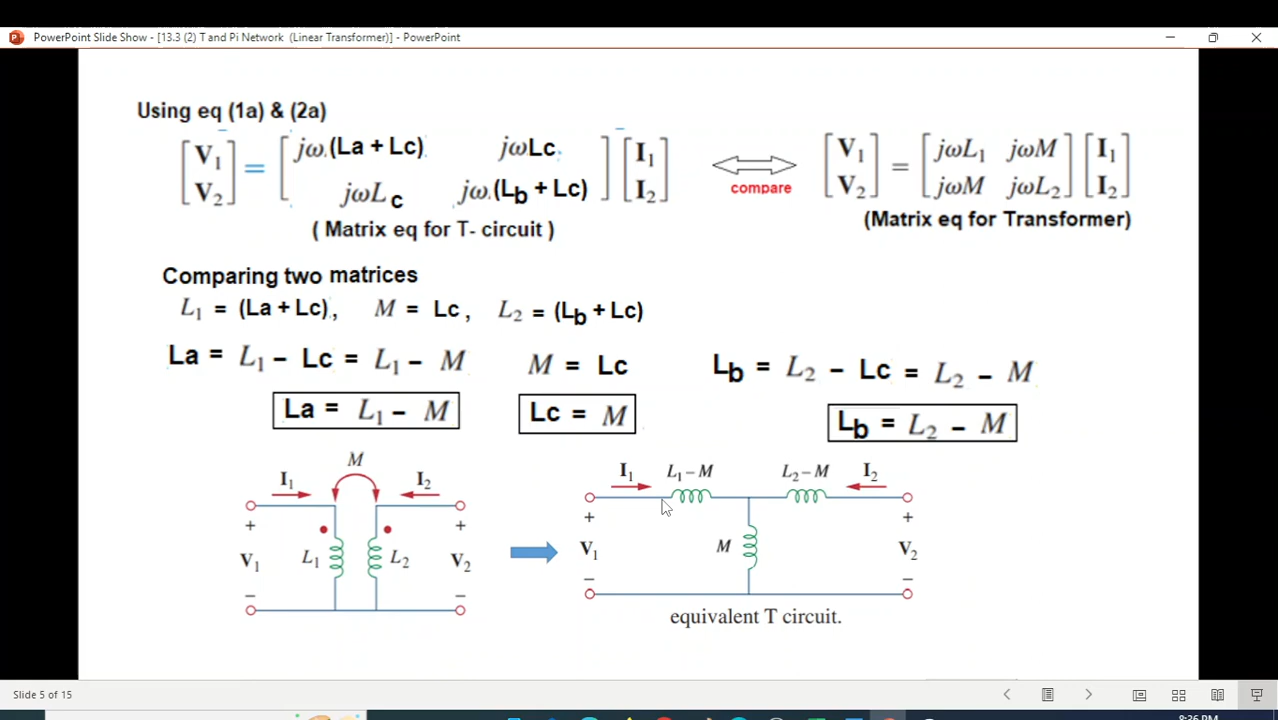 PowerPoint Slide Show - [13.3 (2) T and Pi Network (Linear Transformer)] - PowerPoint
Using eq (1a) & (2a)
[V₁ V₂] = [jω.(La + Lc) jωLc. jωLc jω.(Lb + Lc)] [I₁ I₂]
compare
[V₁ V₂] = [jωL₁ jωM jωM jωL₂] [I₁ I₂]
( Matrix eq for T- circuit )
(Matrix eq for Transformer)
Comparing two matrices
L₁ = (La + Lc), M = Lc, L₂ = (Lb + Lc)
La = L₁ – Lc = L₁ – M
M = Lc
Lb = L₂ – Lc = L₂ – M
La = L₁ – M
Lc = M
Lb = L₂ – M
M
I₁ I₂
+ +
V₁ L₁ L₂ V₂
– –
I₁ L₁ – M L₂ – M I₂
+ +
V₁ M V₂
– –
equivalent T circuit.
Slide 5 of 15